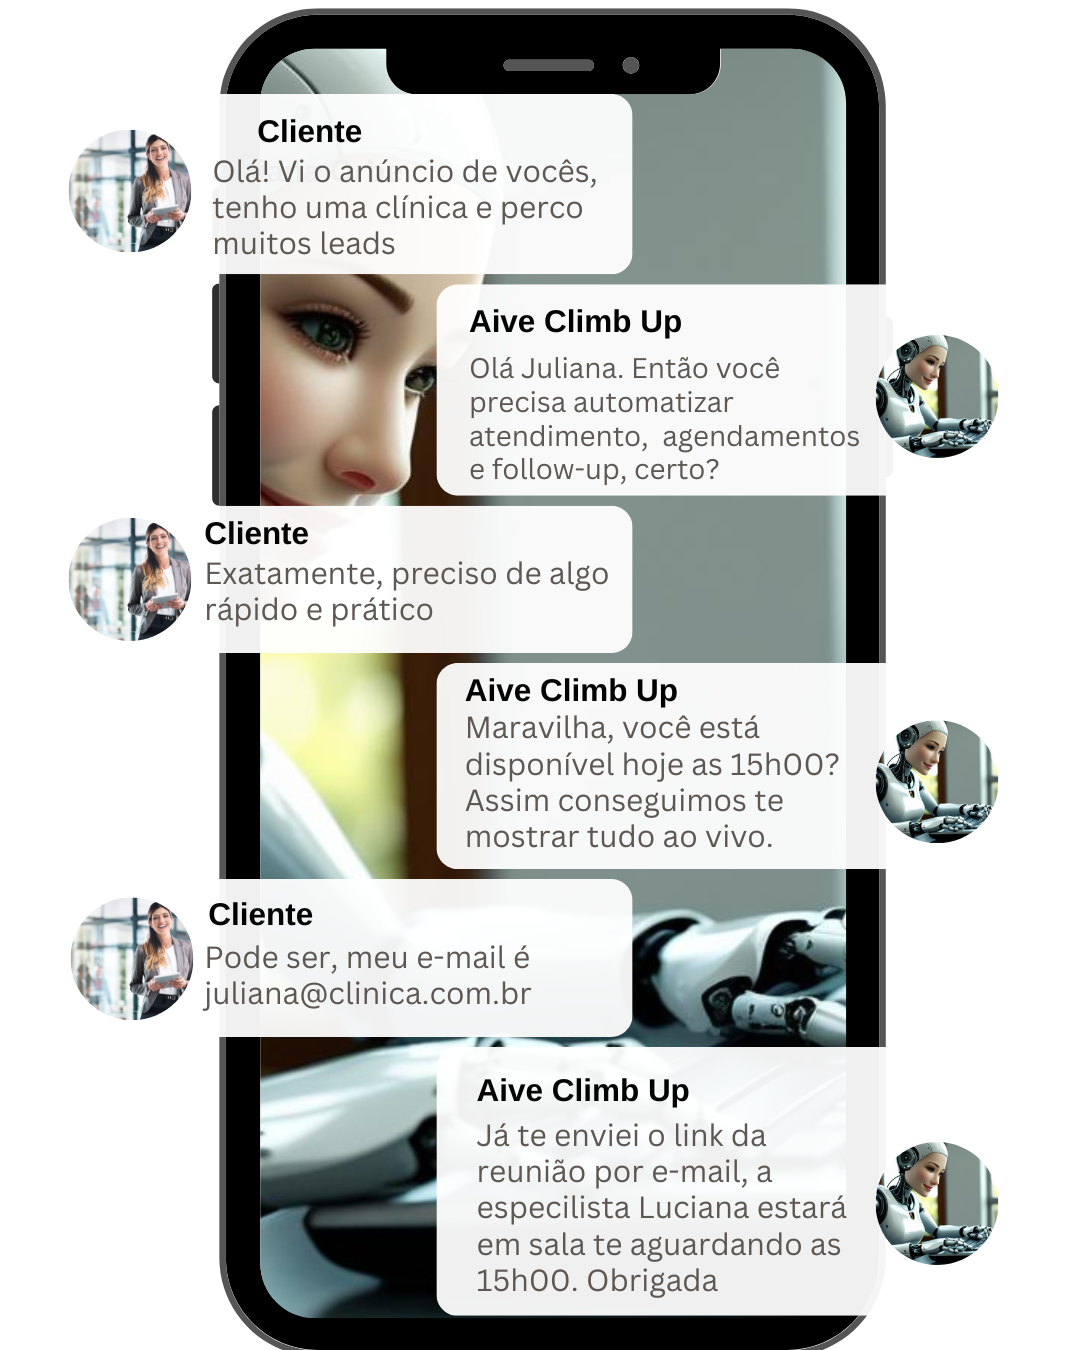 Cliente
Olá! Vi o anúncio de vocês,
tenho uma clínica e perco
muitos leads
Aive Climb Up
Olá Juliana. Então você
precisa automatizar
atendimento,  agendamentos
e follow-up, certo?
Cliente
Exatamente, preciso de algo
rápido e prático
Aive Climb Up
Maravilha, você está
disponível hoje as 15h00?
Assim conseguimos te
mostrar tudo ao vivo.
Cliente
Pode ser, meu e-mail é
juliana@clinica.com.br
Aive Climb Up
Já te enviei o link da
reunião por e-mail, a
especilista Luciana estará
em sala te aguardando as
15h00. Obrigada